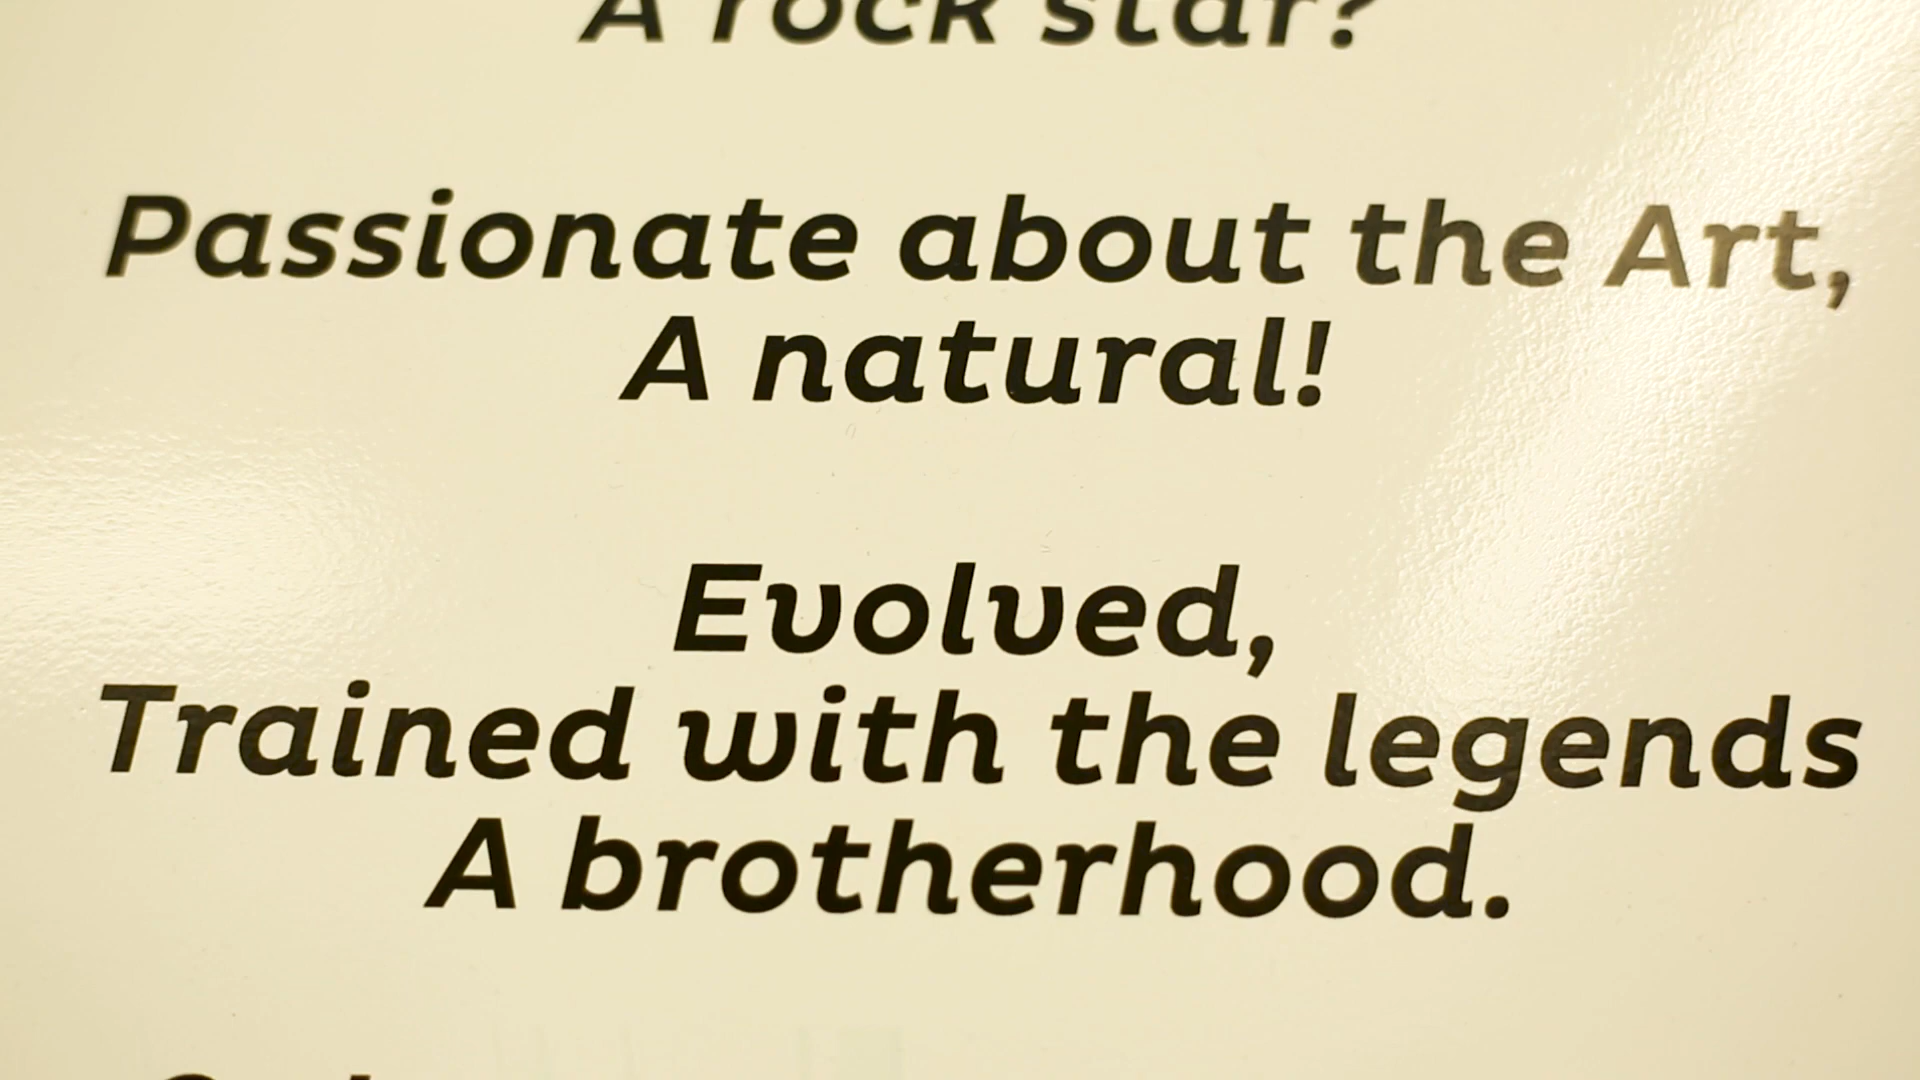 A rock star?
Passionate about the Art,
A natural!
Evolved,
Trained with the legends
A brotherhood.